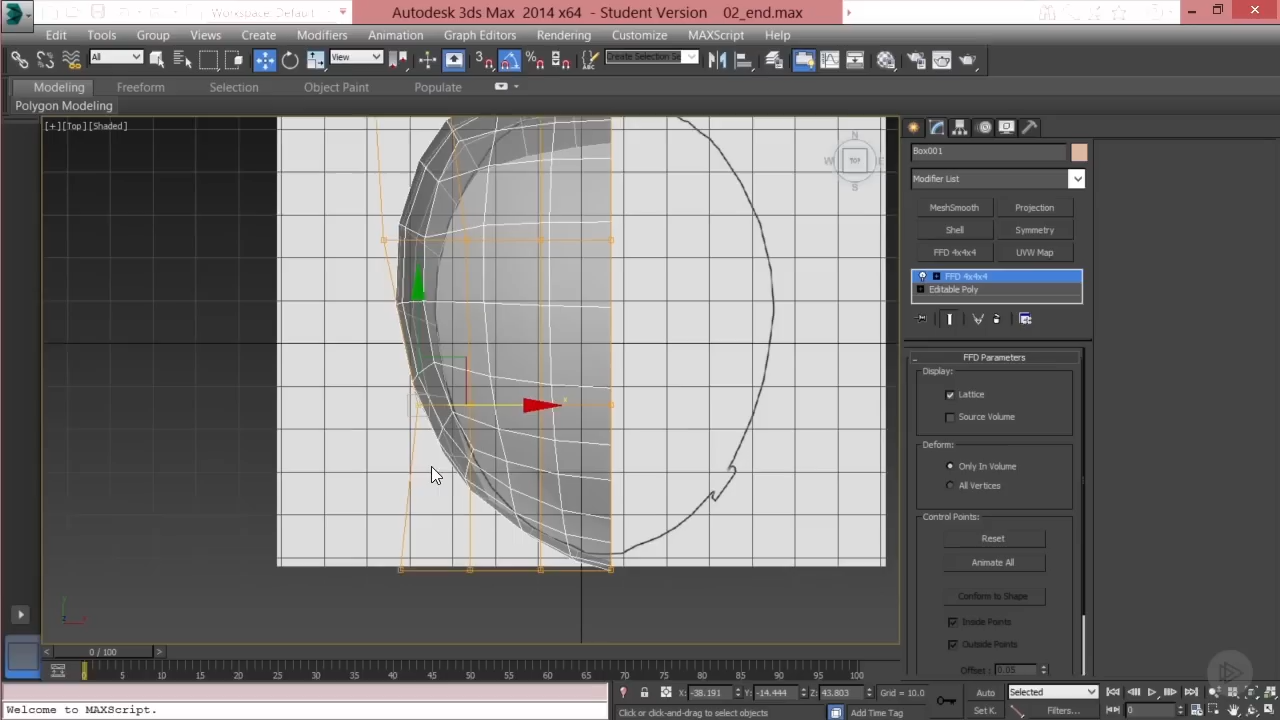 Workspace: Default
Autodesk 3ds Max 2014 x64 - Student Version 02_end.max
Edit Tools Group Views Create Modifiers Animation Graph Editors Rendering Customize MAXScript Help
All View 3 Create Selection Se
Modeling Freeform Selection Object Paint Populate
Polygon Modeling
[+][Top][Shaded]
N
W TOP E
S
Box001
Modifier List
MeshSmooth Projection
Shell Symmetry
FFD 4x4x4 UVW Map
FFD 4x4x4
Editable Poly
- FFD Parameters
Display:
Lattice
Source Volume
Deform:
Only In Volume
All Vertices
Control Points:
Reset
Animate All
Conform to Shape
Inside Points
Outside Points
Offset : 0.05
< 0 / 100 >
5 10 15 20 25 30 35 40 45 50 55 60 65 70 75 80 85 90 95 100
X: -38.191 Y: -14.444 Z: 43.803 Grid = 10.0 Auto Selected
Welcome to MAXScript. Click or click-and-drag to select objects Add Time Tag Set K. Filters... 0